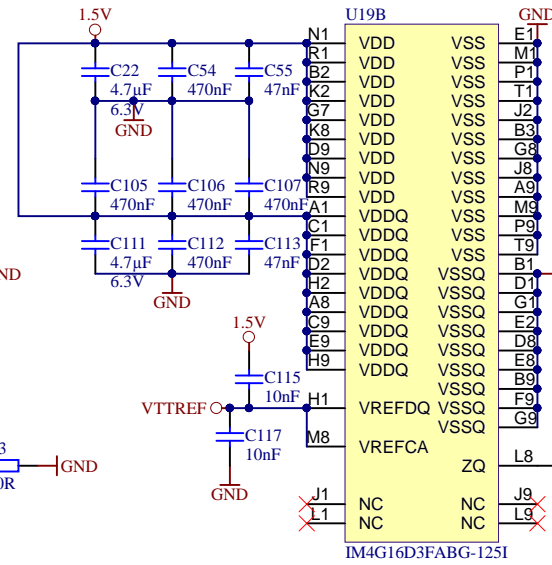 1.5V
U19B
GND
N1 VDD VSS E1
R1 VDD VSS M1
B2 VDD VSS P1
K2 VDD VSS T1
G7 VDD VSS J2
K8 VDD VSS B3
D9 VDD VSS G8
N9 VDD VSS J8
R9 VDD VSS A9
A1 VDDQ VSS M9
C1 VDDQ VSS P9
F1 VDDQ VSS T9
D2 VDDQ VSSQ B1
H2 VDDQ VSSQ D1
A8 VDDQ VSSQ G1
C9 VDDQ VSSQ E2
E9 VDDQ VSSQ D8
H9 VDDQ VSSQ E8
VSSQ B9
H1 VREFDQ VSSQ F9
VSSQ G9
M8 VREFCA
ZQ L8
J1 NC NC J9
L1 NC NC L9
IM4G16D3FABG-125I
C22
4.7µF
6.3V
C54
470nF
C55
47nF
GND
C105
470nF
C106
470nF
C107
470nF
C111
4.7µF
6.3V
C112
470nF
C113
47nF
GND
ND
1.5V
C115
10nF
VTTREF
C117
10nF
GND
3
0R
GND